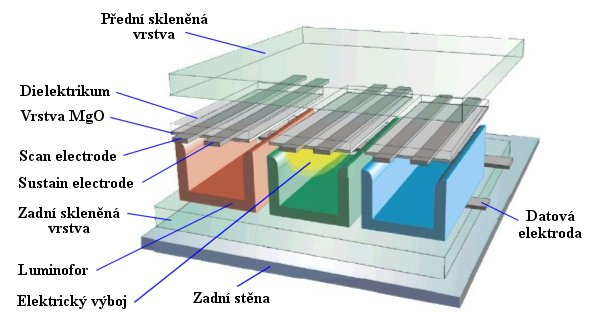 Přední skleněná
vrstva
Dielektrikum
Vrstva MgO
Scan electrode
Sustain electrode
Zadní skleněná
vrstva
Luminofor
Elektrický výboj
Zadní stěna
Datová
elektroda